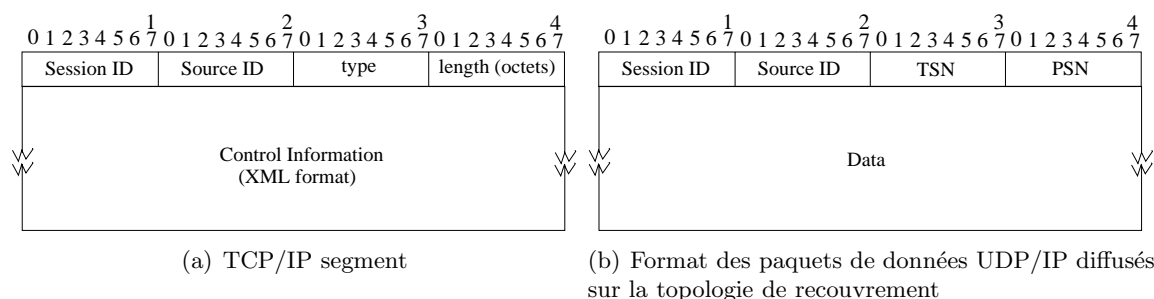 1 2 3 4
0 1 2 3 4 5 6 7 0 1 2 3 4 5 6 7 0 1 2 3 4 5 6 7 0 1 2 3 4 5 6 7
Session ID Source ID type length (octets)
Control Information
(XML format)
(a) TCP/IP segment
1 2 3 4
0 1 2 3 4 5 6 7 0 1 2 3 4 5 6 7 0 1 2 3 4 5 6 7 0 1 2 3 4 5 6 7
Session ID Source ID TSN PSN
Data
(b) Format des paquets de données UDP/IP diffusés
sur la topologie de recouvrement